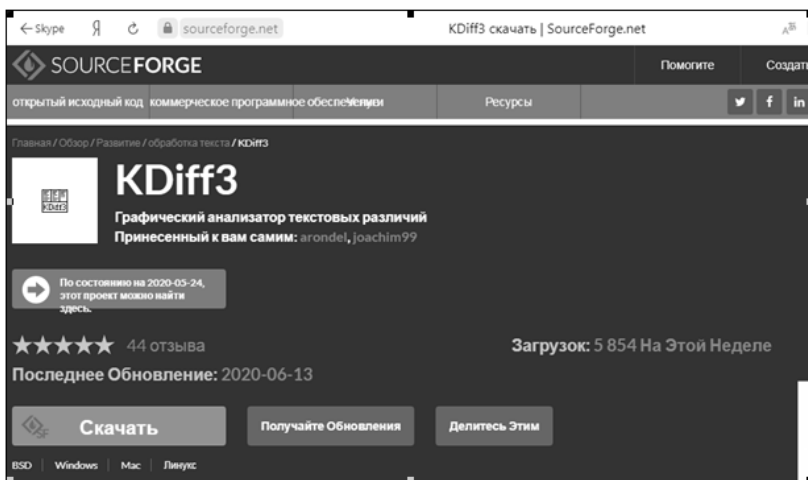 Skype Я sourceforge.net KDiff3 скачать | SourceForge.net
SOURCEFORGE Помогите Создать
открытый исходный код коммерческое программное обеспечение Ресурсы
Главная / Обзор / Развитие / обработка текста / KDiff3
KDiff3
KDiff3
Графический анализатор текстовых различий
Принесенный к вам самим: arondel, joachim99
По состоянию на 2020-05-24,
этот проект можно найти
здесь.
44 отзыва Загрузок: 5 854 На Этой Неделе
Последнее Обновление: 2020-06-13
SF Скачать Получайте Обновления Делитесь Этим
BSD | Windows | Mac | Линукс